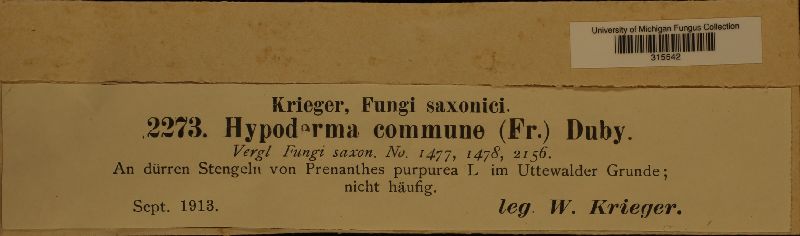 University of Michigan Fungus Collection
315642
Krieger, Fungi saxonici.
2273. Hypoderma commune (Fr.) Duby.
Vergl Fungi saxon. No. 1477, 1478, 2156.
An dürren Stengeln von Prenanthes purpurea L im Uttewalder Grunde;
nicht häufig.
Sept. 1913.
leg. W. Krieger.